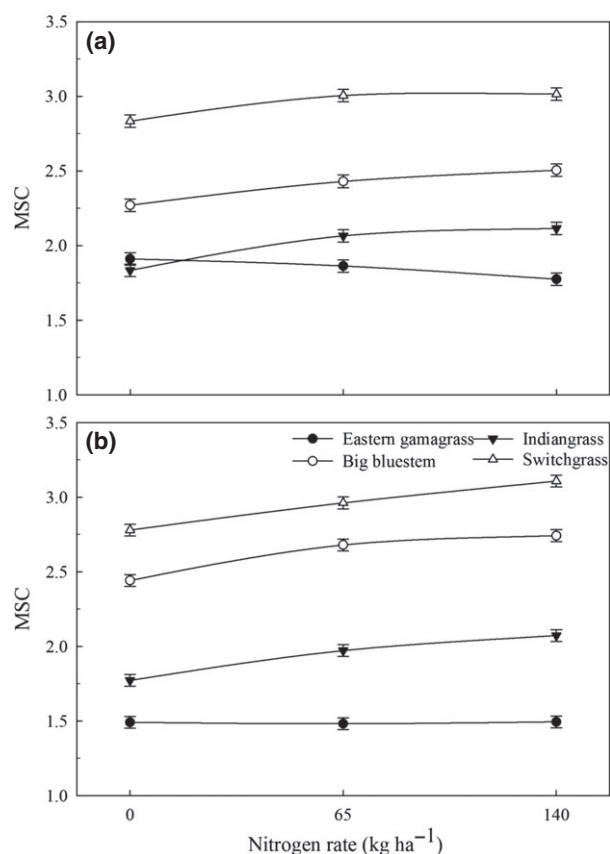 (a)
3.5
3.0
2.5
2.0
1.5
1.0
MSC
(b)
Eastern gamagrass
Indiangrass
Big bluestem
Switchgrass
3.5
3.0
2.5
2.0
1.5
1.0
MSC
0
65
140
Nitrogen rate (kg ha⁻¹)